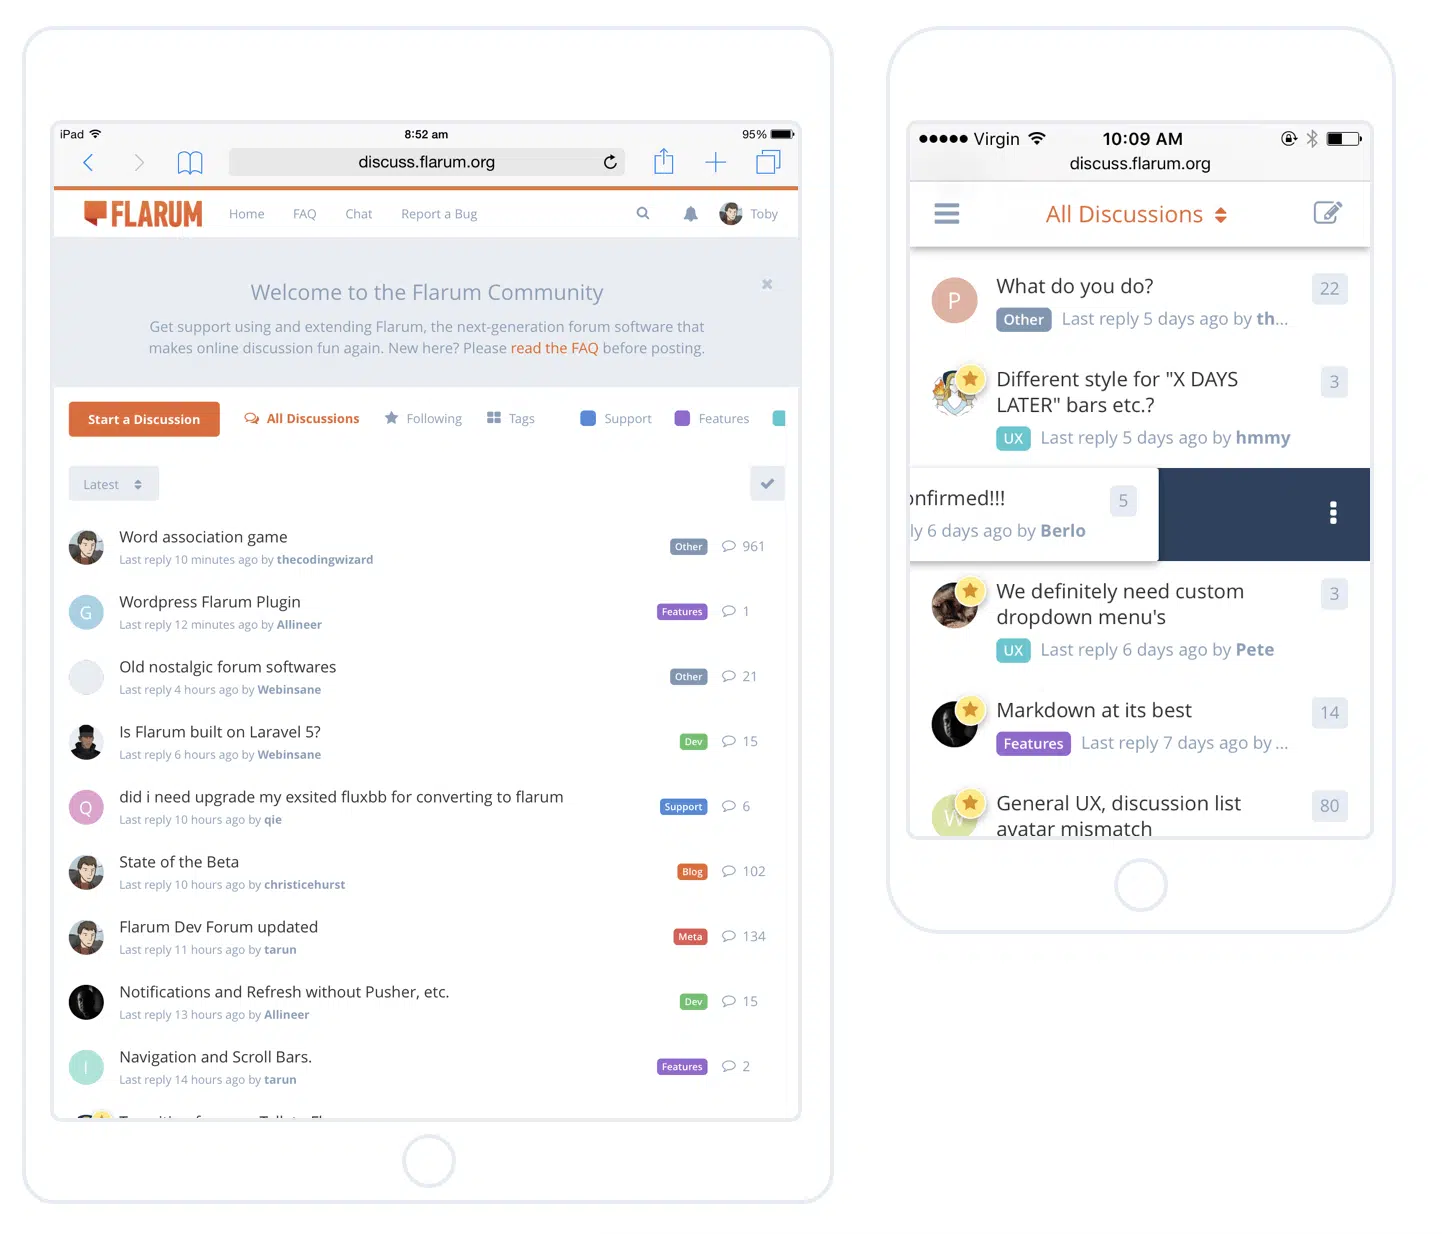 iPad
8:52 am
95%
discuss.flarum.org
FLARUM
Home
FAQ
Chat
Report a Bug
Toby
Welcome to the Flarum Community
Get support using and extending Flarum, the next-generation forum software that
makes online discussion fun again. New here? Please read the FAQ before posting.
Start a Discussion
All Discussions
Following
Tags
Support
Features
Latest
Word association game
Last reply 10 minutes ago by thecodingwizard
Other
961
G
Wordpress Flarum Plugin
Last reply 12 minutes ago by Allineer
Features
1
Old nostalgic forum softwares
Last reply 4 hours ago by Webinsane
Other
21
Is Flarum built on Laravel 5?
Last reply 6 hours ago by Webinsane
Dev
15
Q
did i need upgrade my exsited fluxbb for converting to flarum
Last reply 10 hours ago by qie
Support
6
State of the Beta
Last reply 10 hours ago by christicehurst
Blog
102
Flarum Dev Forum updated
Last reply 11 hours ago by tarun
Meta
134
Notifications and Refresh without Pusher, etc.
Last reply 13 hours ago by Allineer
Dev
15
I
Navigation and Scroll Bars.
Last reply 14 hours ago by tarun
Features
2
Virgin
10:09 AM
discuss.flarum.org
All Discussions
P
What do you do?
22
Other Last reply 5 days ago by th...
Different style for "X DAYS
LATER" bars etc.?
3
UX Last reply 5 days ago by hmmy
onfirmed!!!
5
ly 6 days ago by Berlo
We definitely need custom
dropdown menu's
3
UX Last reply 6 days ago by Pete
Markdown at its best
14
Features Last reply 7 days ago by ...
W
General UX, discussion list
avatar mismatch
80